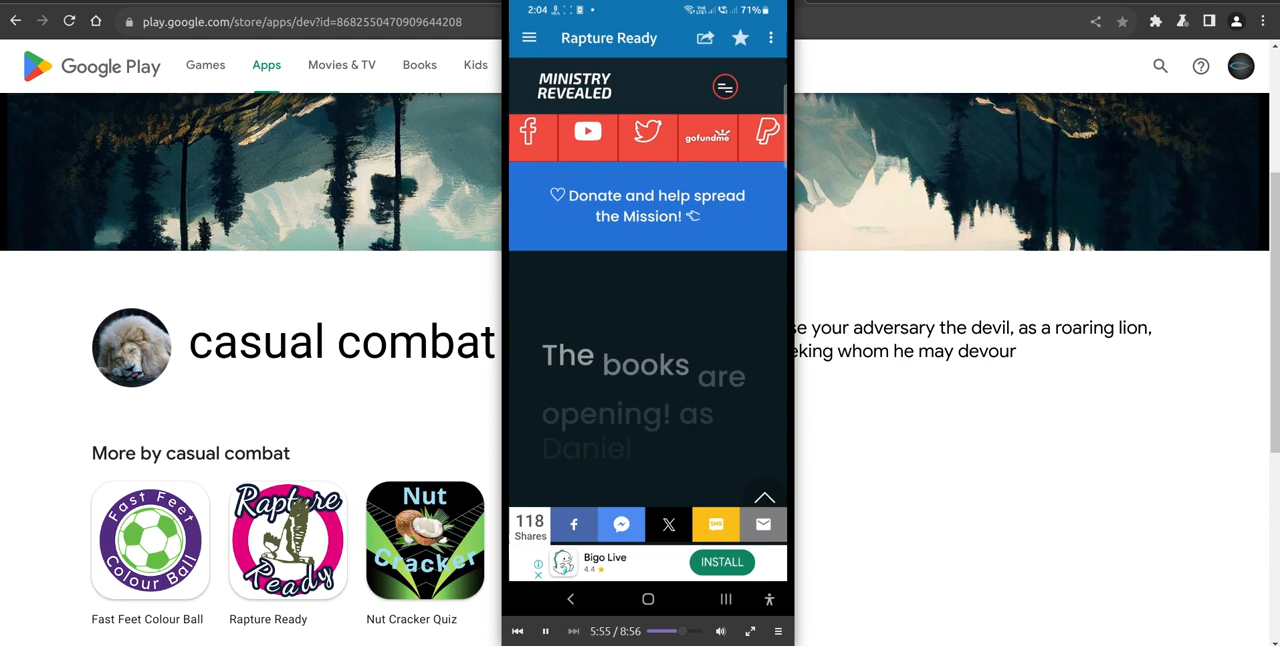 play.google.com/store/apps/dev?id=8682550470909644208
Google Play
Games
Apps
Movies & TV
Books
Kids
casual combat
se your adversary the devil, as a roaring lion,
eking whom he may devour
More by casual combat
Fast Feet
Colour Ball
Rapture
Ready
Nut
Cracker
Fast Feet Colour Ball
Rapture Ready
Nut Cracker Quiz
2:04
71%
Rapture Ready
MINISTRY
REVEALED
gofundme
Donate and help spread
the Mission!
The books are
opening! as
Daniel
118
Shares
SMS
Bigo Live
4.4
INSTALL
5:55 / 8:56